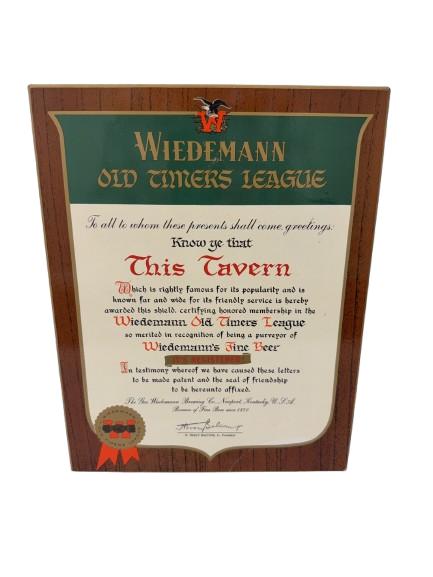 W
WIEDEMANN
OLD TIMERS LEAGUE
To all to whom these presents shall come, greetings:
Know ye that
This Tavern
Which is rightly famous for its popularity and is
known far and wide for its friendly service is hereby
awarded this shield, certifying honored membership in the
Wiedemann Old Timers League
so merited in recognition of being a purveyor of
Wiedemann's Fine Beer
IT'S REGISTERED
In testimony whereof we have caused these letters
to be made patent and the seal of friendship
to be hereunto affixed.
The Geo. Wiedemann Brewing Co., Newport, Kentucky, U.S.A.
Brewers of Fine Beer since 1870